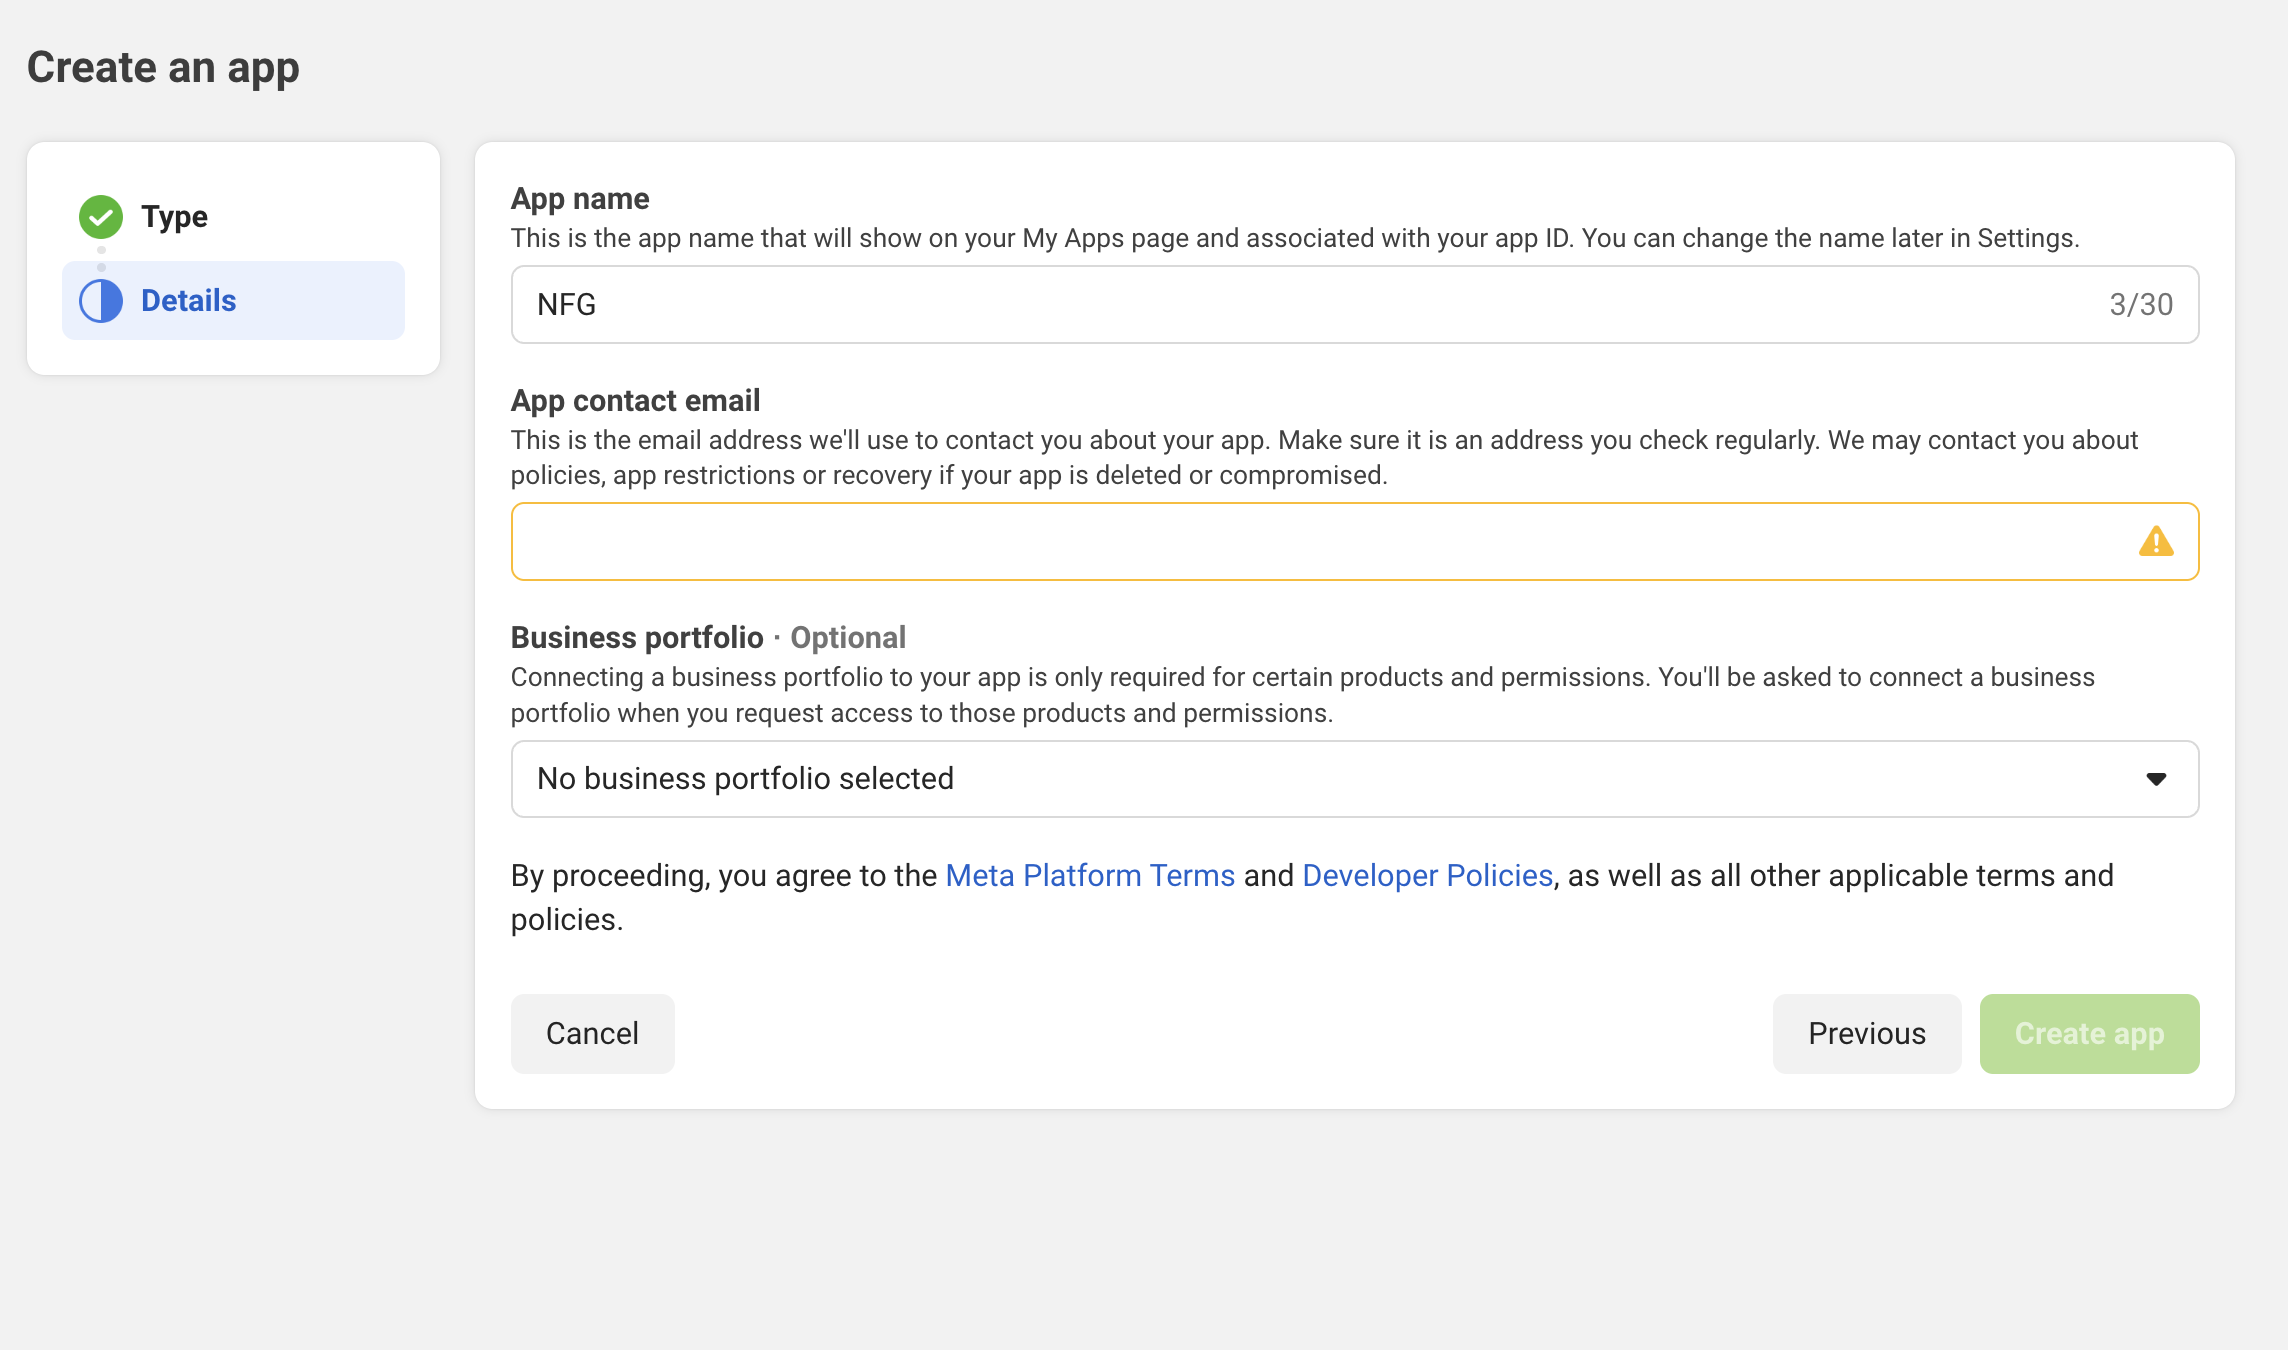 Create an app
Type
Details
App name
This is the app name that will show on your My Apps page and associated with your app ID. You can change the name later in Settings.
NFG
3/30
App contact email
This is the email address we'll use to contact you about your app. Make sure it is an address you check regularly. We may contact you about
policies, app restrictions or recovery if your app is deleted or compromised.
Business portfolio · Optional
Connecting a business portfolio to your app is only required for certain products and permissions. You'll be asked to connect a business
portfolio when you request access to those products and permissions.
No business portfolio selected
By proceeding, you agree to the Meta Platform Terms and Developer Policies, as well as all other applicable terms and
policies.
Cancel
Previous
Create app